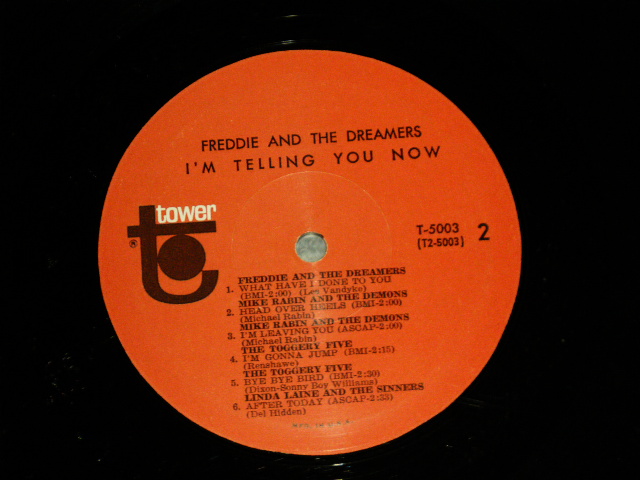 FREDDIE AND THE DREAMERS
I'M TELLING YOU NOW
tower
®
T-5003
(T2-5003)
2
FREDDIE AND THE DREAMERS
1. WHAT HAVE I DONE TO YOU
(BMI-2:00) (Les Vandyke)
MIKE RABIN AND THE DEMONS
2. HEAD OVER HEELS (BMI-2:00)
(Michael Rabin)
MIKE RABIN AND THE DEMONS
3. I'M LEAVING YOU (ASCAP-2:00)
(Michael Rabin)
THE TOGGERY FIVE
4. I'M GONNA JUMP (BMI-2:15)
(Renshawe)
THE TOGGERY FIVE
5. BYE BYE BIRD (BMI-2:30)
(Dixon-Sonny Boy Williams)
LINDA LAINE AND THE SINNERS
6. AFTER TODAY (ASCAP-2:33)
(Del Hidden)